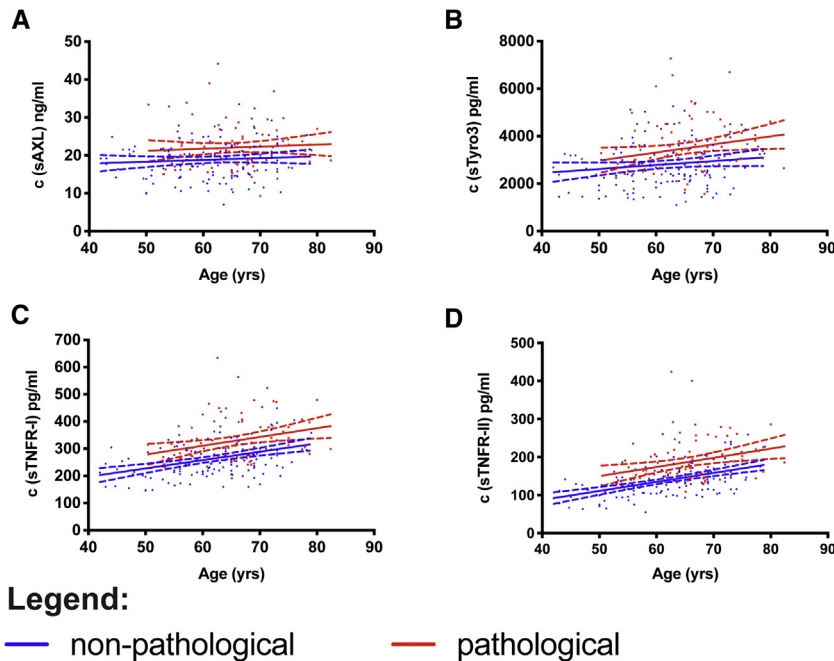 A
c (sAXL) ng/ml
50
40
30
20
10
0
40 50 60 70 80 90
Age (yrs)
B
c (sTyro3) pg/ml
8000
6000
4000
2000
0
40 50 60 70 80 90
Age (yrs)
C
c (sTNFR-I) pg/ml
700
600
500
400
300
200
100
0
40 50 60 70 80 90
Age (yrs)
D
c (sTNFR-II) pg/ml
500
400
300
200
100
0
40 50 60 70 80 90
Age (yrs)
Legend:
non-pathological pathological